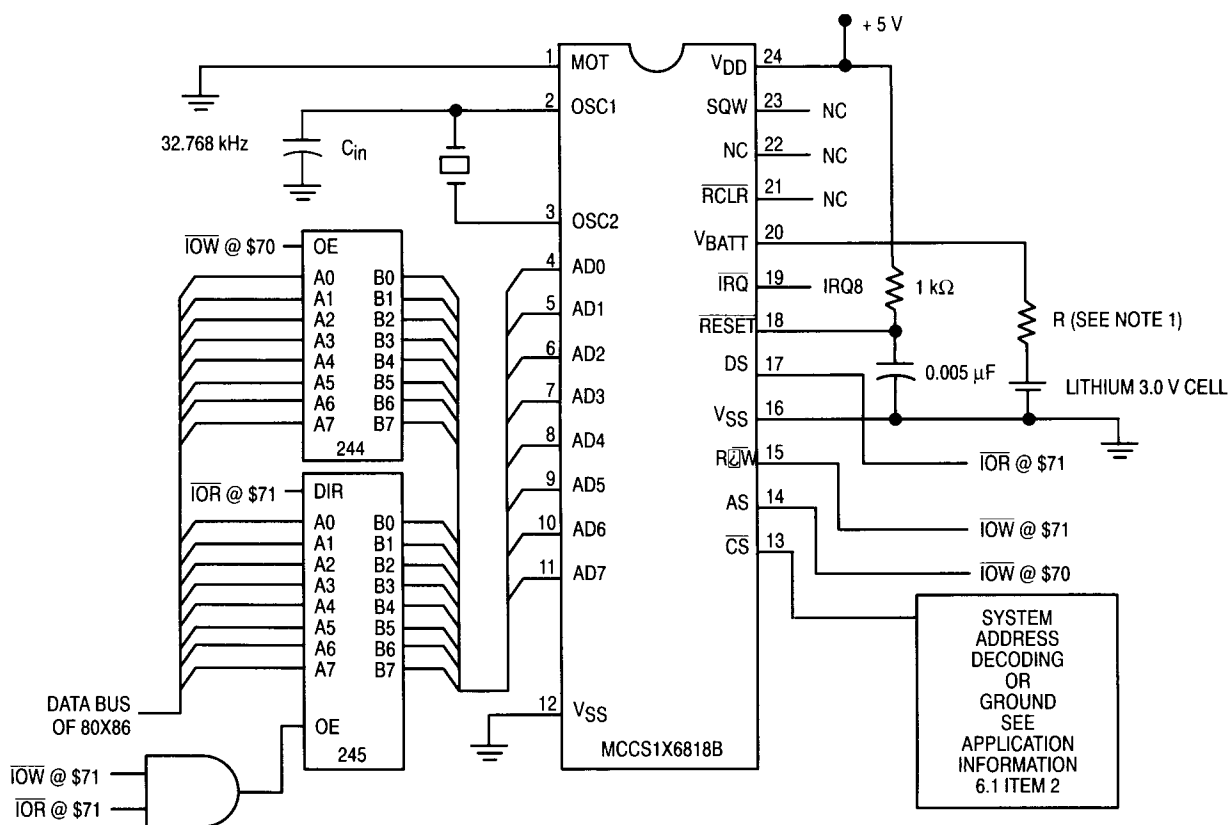 + 5 V
1 MOT
VDD 24
2 OSC1
SQW 23 NC
32.768 kHz
Cin
NC 22 NC
RCLR 21 NC
3 OSC2
VBATT 20
IOW @ $70
OE
4 AD0
IRQ 19 IRQ8
1 kΩ
A0 B0
A1 B1
A2 B2
A3 B3
A4 B4
A5 B5
A6 B6
A7 B7
244
5 AD1
RESET 18
R (SEE NOTE 1)
6 AD2
DS 17
0.005 μF
LITHIUM 3.0 V CELL
7 AD3
VSS 16
8 AD4
R¿W 15
IOR @ $71
9 AD5
AS 14
IOW @ $71
10 AD6
CS 13
IOW @ $70
11 AD7
IOR @ $71
DIR
A0 B0
A1 B1
A2 B2
A3 B3
A4 B4
A5 B5
A6 B6
A7 B7
OE
245
DATA BUS
OF 80X86
IOW @ $71
IOR @ $71
12 VSS
MCCS1X6818B
SYSTEM
ADDRESS
DECODING
OR
GROUND
SEE
APPLICATION
INFORMATION
6.1 ITEM 2